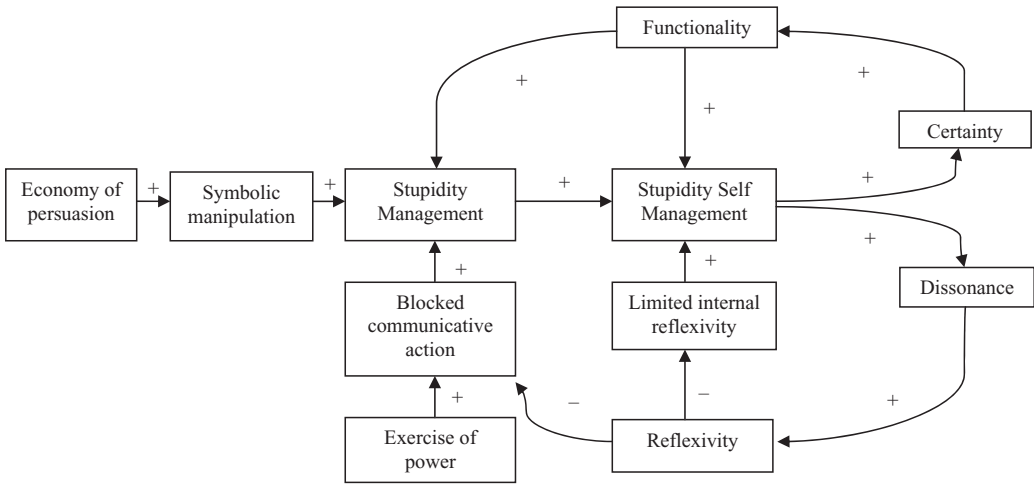 Functionality
+
+
+
Certainty
Economy of
persuasion
+
Symbolic
manipulation
+
Stupidity
Management
+
Stupidity Self
Management
+
+
Dissonance
+
Blocked
communicative
action
+
Limited internal
reflexivity
+
Exercise of
power
–
–
Reflexivity
+